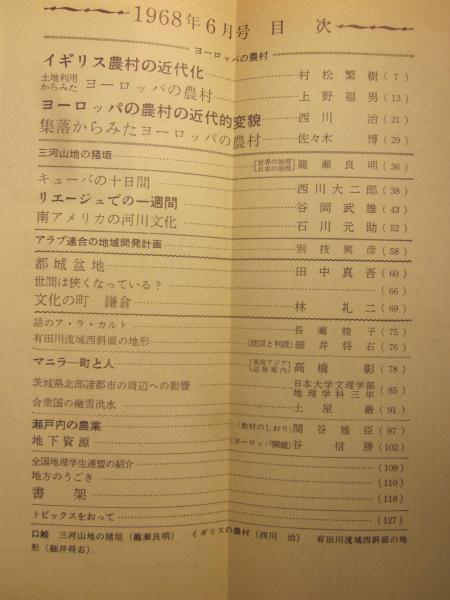 1968年6月号 目次
ヨーロッパの農村
イギリス農村の近代化 村松繁樹 (7)
土地利用からみた ヨーロッパの農村 上野福男 (13)
ヨーロッパの農村の近代的変貌 西川治 (21)
集落からみたヨーロッパの農村 佐々木博 (29)
三河山地の猪垣 [世界の地理 日本の地理] 籠瀬良明 (36)
キューバの十日間 西川大二郎 (38)
リエージュでの一週間 谷岡武雄 (43)
南アメリカの河川文化 石川元助 (52)
アラブ連合の地域開発計画 別技篤彦 (58)
都城盆地 田中真吾 (60)
世間は狭くなっている? (66)
文化の町 鎌倉 林礼二 (69)
話のア・ラ・カルト 長瀬睦子 (75)
有田川流域西斜面の地形 [読図と判読] 細井将右 (76)
マニラ―町と人 [東南アジア巡検案内] 高橋彰 (78)
茨城県北部諸都市の周辺への影響 日本大学文理学部地理学科三年 (85)
合衆国の融雪洪水 土屋巖 (91)
瀬戸内の農業 (教材のしおり) 関谷雅臣 (97)
地下資源 (ヨーロッパ開眼) 谷信勝 (102)
全国地理学生連盟の紹介 (109)
地方のうごき (110)
書架 (118)
トピックスをおって (127)
口絵 三河山地の猪垣 (籠瀬良明) イギリスの農村 (西川 治) 有田川流域西斜面の地
形 (細井将右)